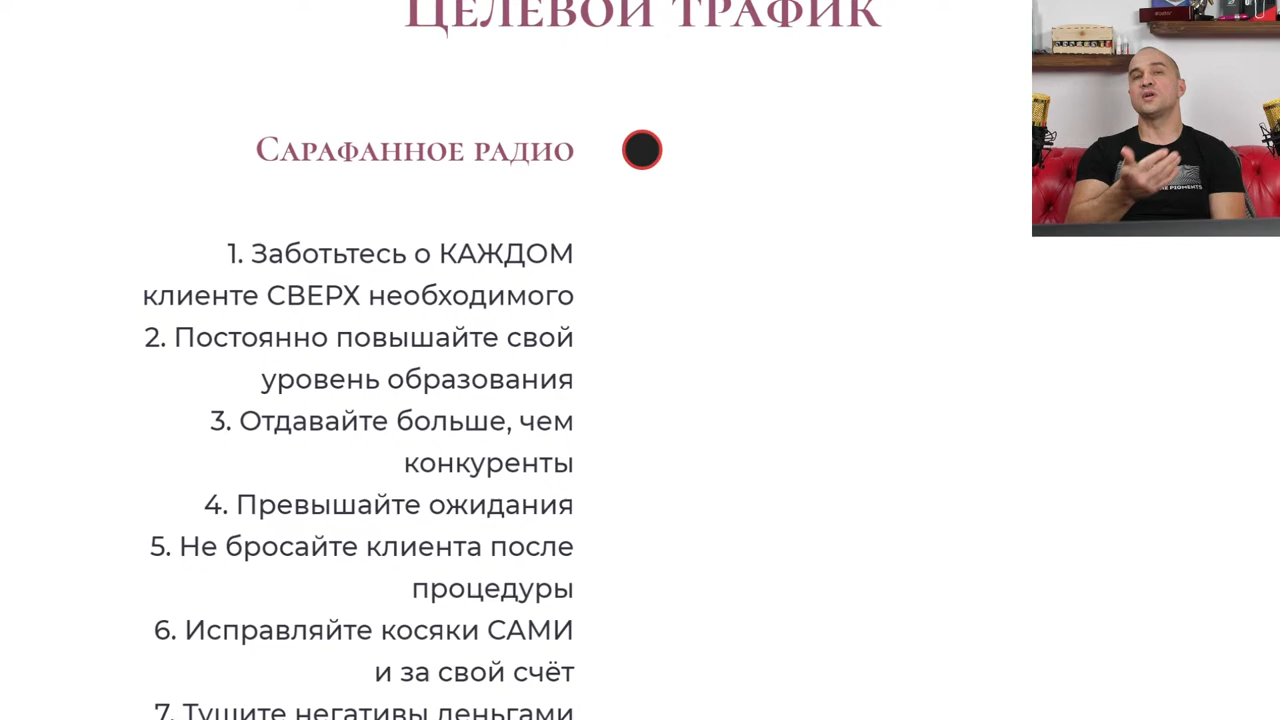 Целевой трафик
Сарафанное радио
1. Заботьтесь о КАЖДОМ
клиенте СВЕРХ необходимого
2. Постоянно повышайте свой
уровень образования
3. Отдавайте больше, чем
конкуренты
4. Превышайте ожидания
5. Не бросайте клиента после
процедуры
6. Исправляйте косяки САМИ
и за свой счёт
7. Тушите негативы деньгами